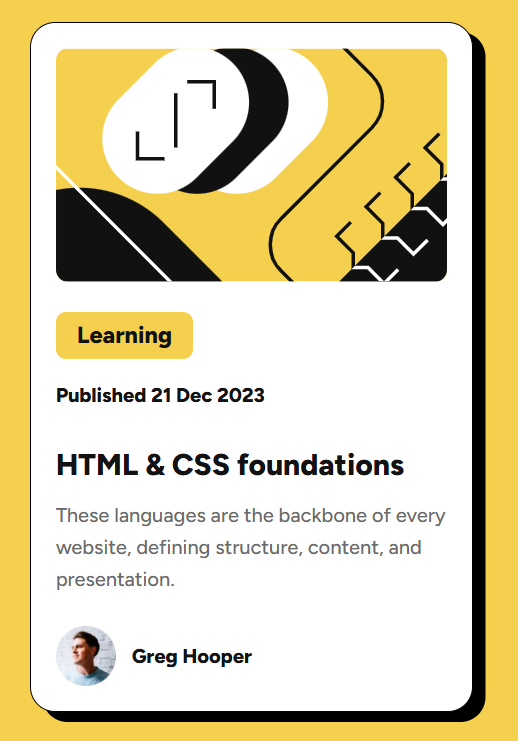 Learning
Published 21 Dec 2023
HTML & CSS foundations
These languages are the backbone of every
website, defining structure, content, and
presentation.
Greg Hooper